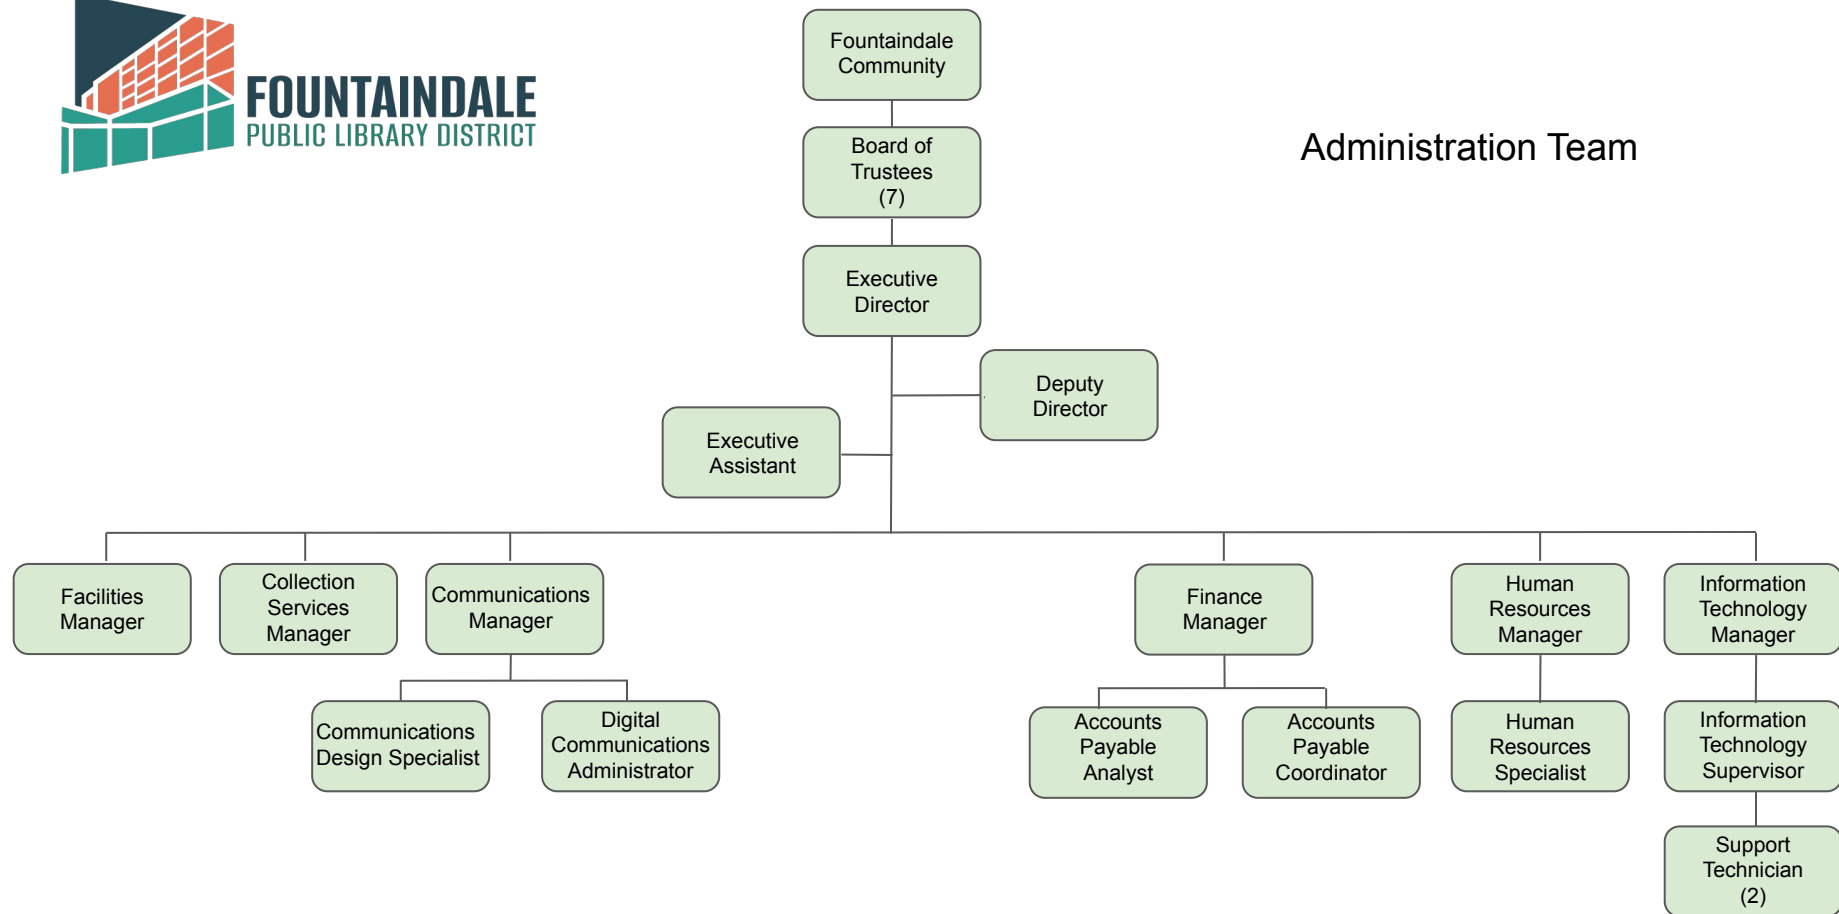 FOUNTAINDALE
PUBLIC LIBRARY DISTRICT
Administration Team
Fountaindale
Community
Board of
Trustees
(7)
Executive
Director
Deputy
Director
Executive
Assistant
Facilities
Manager
Collection
Services
Manager
Communications
Manager
Finance
Manager
Human
Resources
Manager
Information
Technology
Manager
Communications
Design Specialist
Digital
Communications
Administrator
Accounts
Payable
Analyst
Accounts
Payable
Coordinator
Human
Resources
Specialist
Information
Technology
Supervisor
Support
Technician
(2)